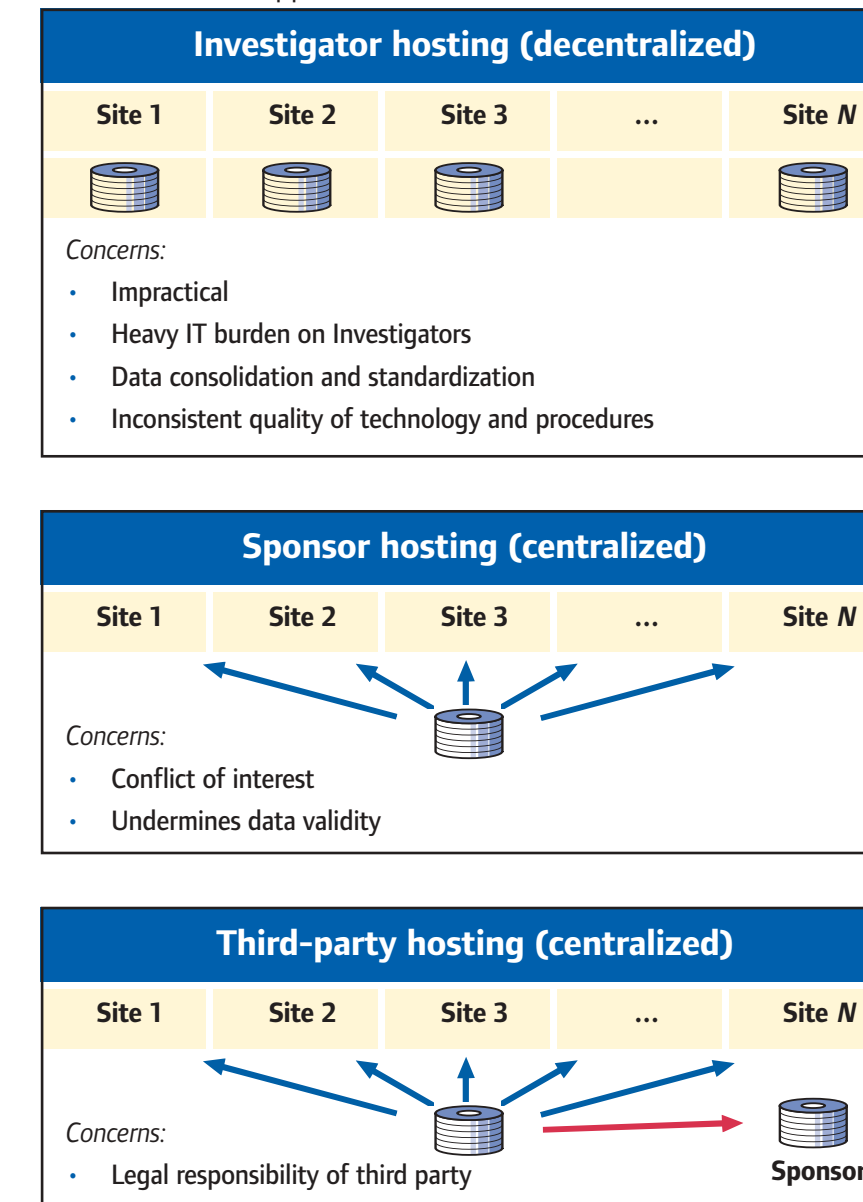 Investigator hosting (decentralized)
Site 1 Site 2 Site 3 ... Site N
Concerns:
• Impractical
• Heavy IT burden on Investigators
• Data consolidation and standardization
• Inconsistent quality of technology and procedures
Sponsor hosting (centralized)
Site 1 Site 2 Site 3 ... Site N
Concerns:
• Conflict of interest
• Undermines data validity
Third-party hosting (centralized)
Site 1 Site 2 Site 3 ... Site N
Concerns:
• Legal responsibility of third party
Sponsor